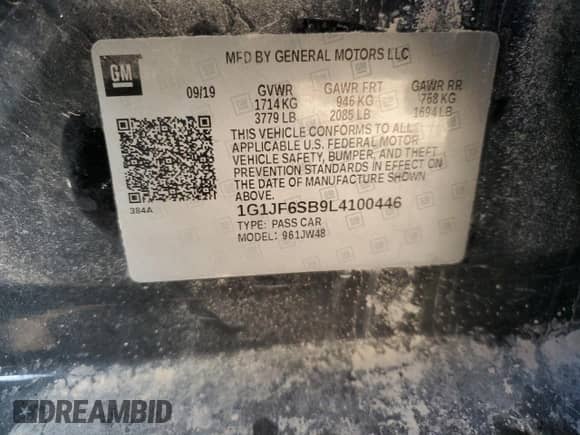 GM
MFD BY GENERAL MOTORS LLC
09/19 GVWR GAWR FRT GAWR RR
1714 KG 946 KG 768 KG
3779 LB 2085 LB 1694 LB
THIS VEHICLE CONFORMS TO ALL
APPLICABLE U.S. FEDERAL MOTOR
VEHICLE SAFETY, BUMPER, AND THEFT
PREVENTION STANDARDS IN EFFECT ON
THE DATE OF MANUFACTURE SHOWN
ABOVE.
384A
1G1JF6SB9L4100446
TYPE: PASS CAR
MODEL: 961JW48
DREAMBID